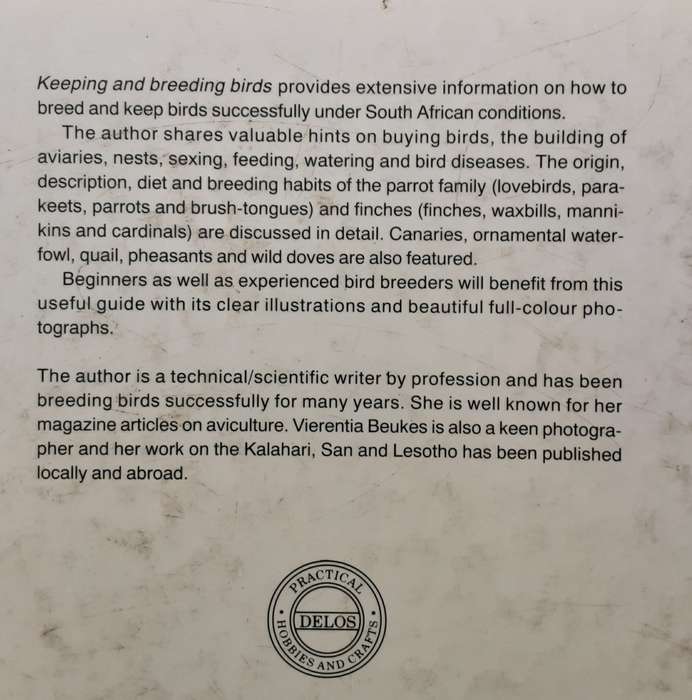 Keeping and breeding birds provides extensive information on how to
breed and keep birds successfully under South African conditions.
The author shares valuable hints on buying birds, the building of
aviaries, nests, sexing, feeding, watering and bird diseases. The origin,
description, diet and breeding habits of the parrot family (lovebirds, para-
keets, parrots and brush-tongues) and finches (finches, waxbills, manni-
kins and cardinals) are discussed in detail. Canaries, ornamental water-
fowl, quail, pheasants and wild doves are also featured.
Beginners as well as experienced bird breeders will benefit from this
useful guide with its clear illustrations and beautiful full-colour pho-
tographs.
The author is a technical/scientific writer by profession and has been
breeding birds successfully for many years. She is well known for her
magazine articles on aviculture. Vierentia Beukes is also a keen photogra-
pher and her work on the Kalahari, San and Lesotho has been published
locally and abroad.
PRACTICAL
DELOS
HOBBIES AND CRAFTS